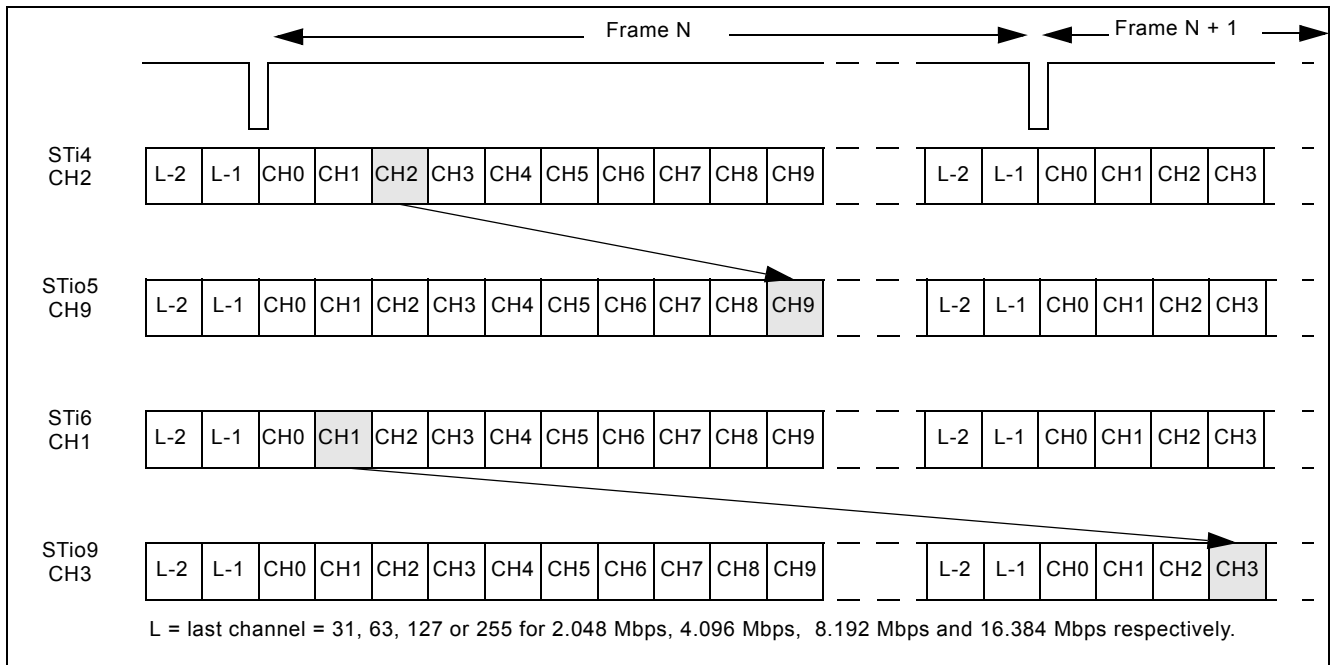 Frame N
Frame N + 1
STi4
CH2
L-2 L-1 CH0 CH1 CH2 CH3 CH4 CH5 CH6 CH7 CH8 CH9 L-2 L-1 CH0 CH1 CH2 CH3
STio5
CH9
L-2 L-1 CH0 CH1 CH2 CH3 CH4 CH5 CH6 CH7 CH8 CH9 L-2 L-1 CH0 CH1 CH2 CH3
STi6
CH1
L-2 L-1 CH0 CH1 CH2 CH3 CH4 CH5 CH6 CH7 CH8 CH9 L-2 L-1 CH0 CH1 CH2 CH3
STio9
CH3
L-2 L-1 CH0 CH1 CH2 CH3 CH4 CH5 CH6 CH7 CH8 CH9 L-2 L-1 CH0 CH1 CH2 CH3
L = last channel = 31, 63, 127 or 255 for 2.048 Mbps, 4.096 Mbps, 8.192 Mbps and 16.384 Mbps respectively.